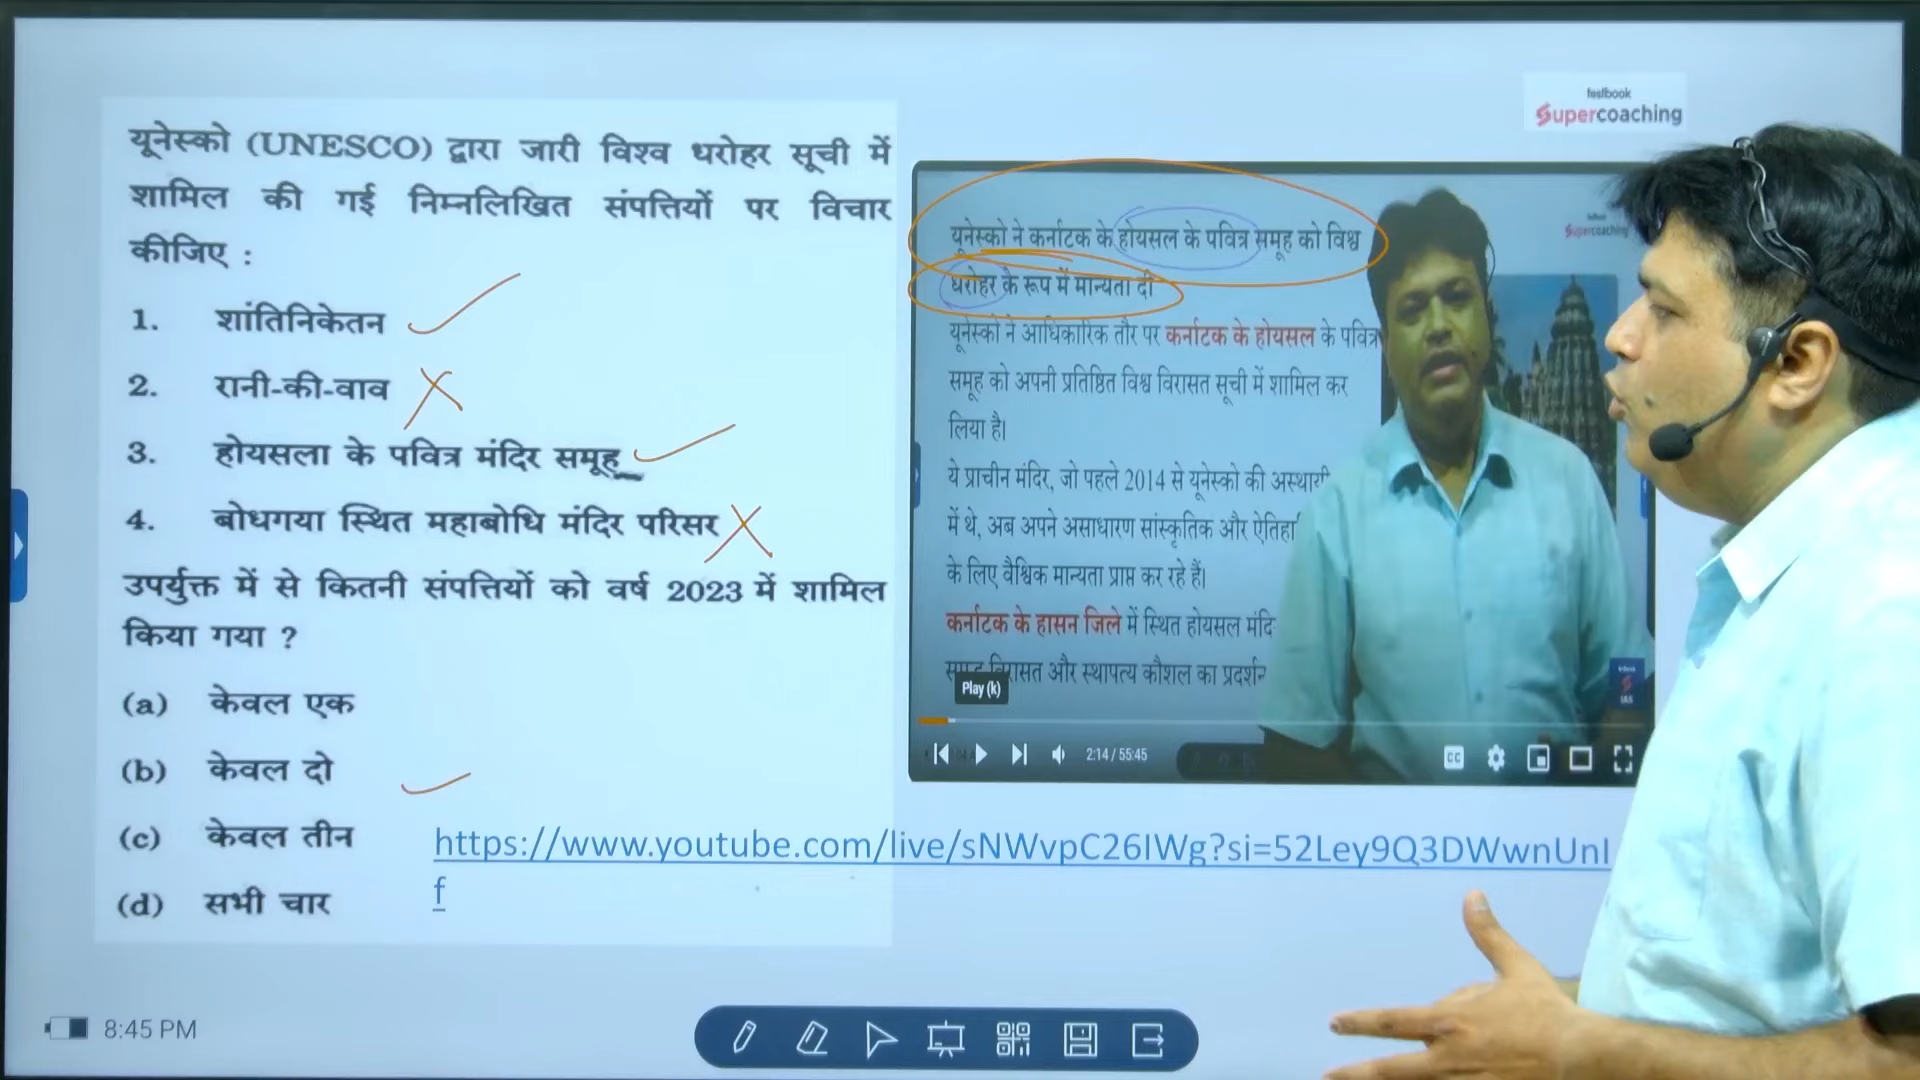 यूनेस्को (UNESCO) द्वारा जारी विश्व धरोहर सूची में
शामिल की गई निम्नलिखित संपत्तियों पर विचार
कीजिए :
1. शांतिनिकेतन
2. रानी-की-वाव
3. होयसला के पवित्र मंदिर समूह
4. बोधगया स्थित महाबोधि मंदिर परिसर
उपर्युक्त में से कितनी संपत्तियों को वर्ष 2023 में शामिल
किया गया ?
(a) केवल एक
(b) केवल दो
(c) केवल तीन
(d) सभी चार
testbook
Supercoaching
यूनेस्को ने कर्नाटक के होयसल के पवित्र समूह को विश्व
धरोहर के रूप में मान्यता दी
यूनेस्को ने आधिकारिक तौर पर कर्नाटक के होयसल के पवित्र
समूह को अपनी प्रतिष्ठित विश्व विरासत सूची में शामिल कर
लिया है।
ये प्राचीन मंदिर, जो पहले 2014 से यूनेस्को की
में थे, अब अपने असाधारण सांस्कृतिक और
के लिए वैश्विक मान्यता प्राप्त कर रहे हैं।
कर्नाटक के हासन जिले में स्थित होयसल
और स्थापत्य कौशल का
Supercoaching
Play (k)
2:14 / 55:45
CC
https://www.youtube.com/live/sNWvpC26IWg?si=52Ley9Q3DWwnUnI
f
8:45 PM